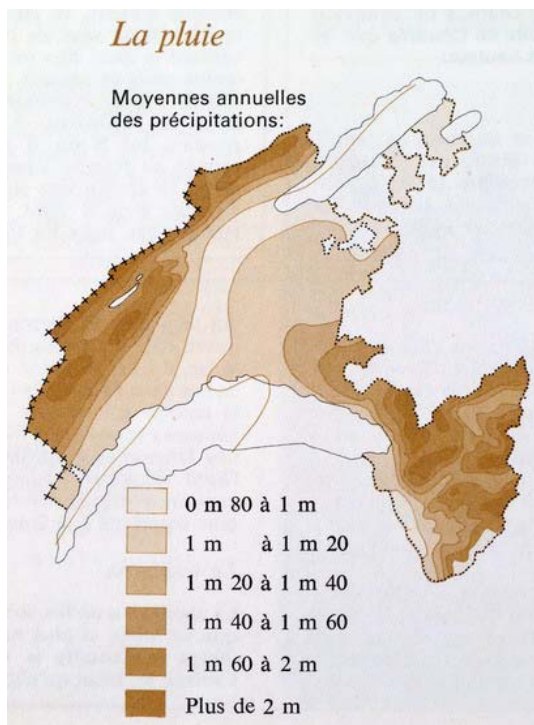 La pluie
Moyennes annuelles
des précipitations:
0 m 80 à 1 m
1 m à 1 m 20
1 m 20 à 1 m 40
1 m 40 à 1 m 60
1 m 60 à 2 m
Plus de 2 m